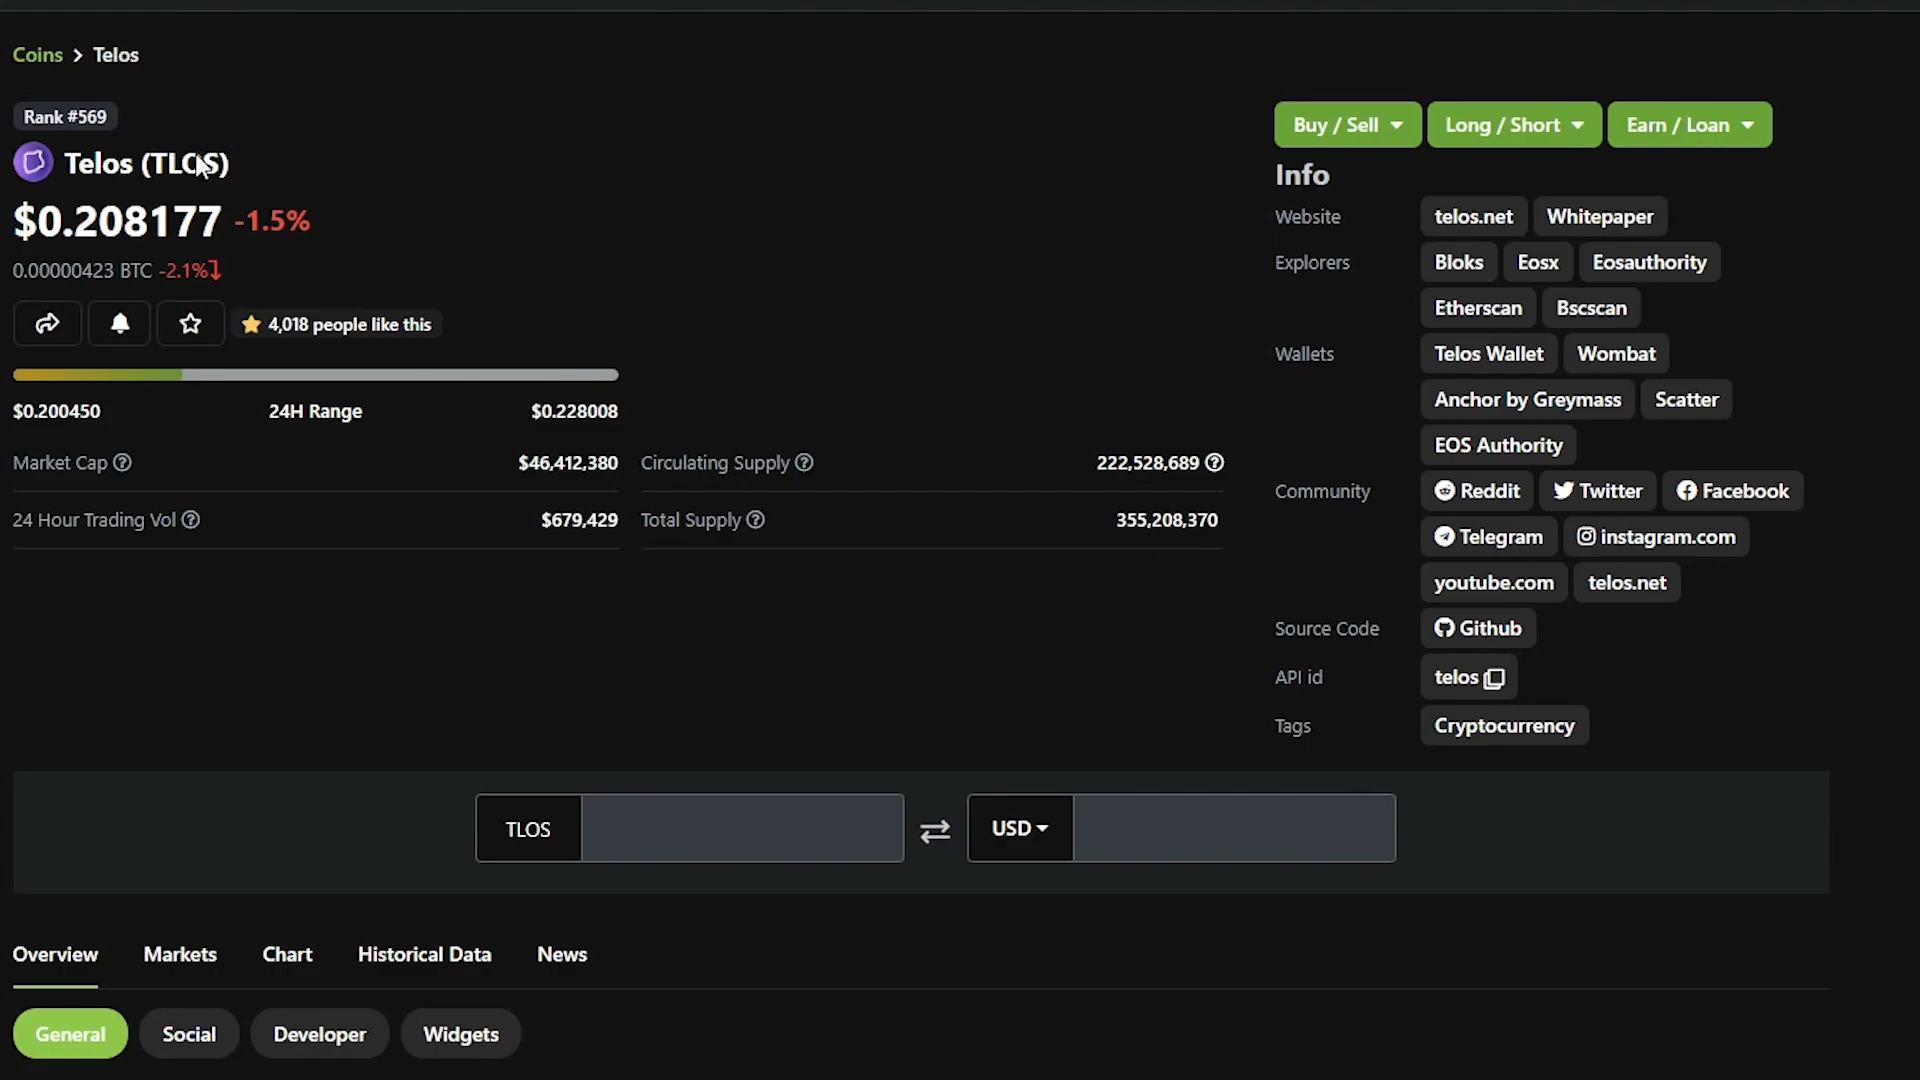 Coins > Telos
Rank #569
Telos (TLOS)
$0.208177 -1.5%
0.00000423 BTC -2.1%
4,018 people like this
$0.200450 24H Range $0.228008
Market Cap $46,412,380
Circulating Supply 222,528,689
24 Hour Trading Vol $679,429
Total Supply 355,208,370
Buy / Sell Long / Short Earn / Loan
Info
Website telos.net Whitepaper
Explorers Bloks Eosx Eosauthority
Etherscan Bscscan
Wallets Telos Wallet Wombat
Anchor by Greymass Scatter
EOS Authority
Community Reddit Twitter Facebook
Telegram instagram.com
youtube.com telos.net
Source Code Github
API id telos
Tags Cryptocurrency
TLOS USD
Overview Markets Chart Historical Data News
General Social Developer Widgets